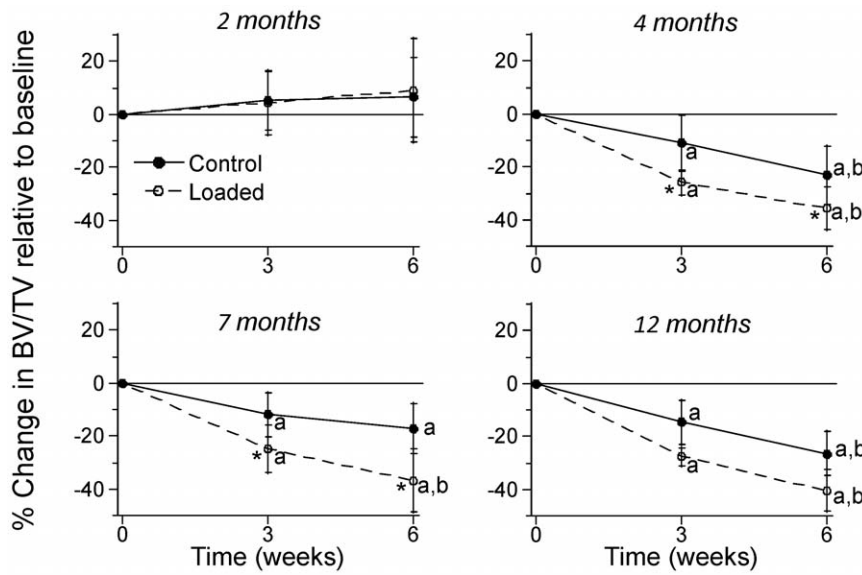 % Change in BV/TV relative to baseline
2 months
20
0
-20
-40
Control
Loaded
0 3 6
4 months
20
0
-20
-40
a
a,b
* a
* a,b
0 3 6
7 months
20
0
-20
-40
a
a
* a
* a,b
0 3 6
Time (weeks)
12 months
20
0
-20
-40
a
a,b
a
a,b
0 3 6
Time (weeks)